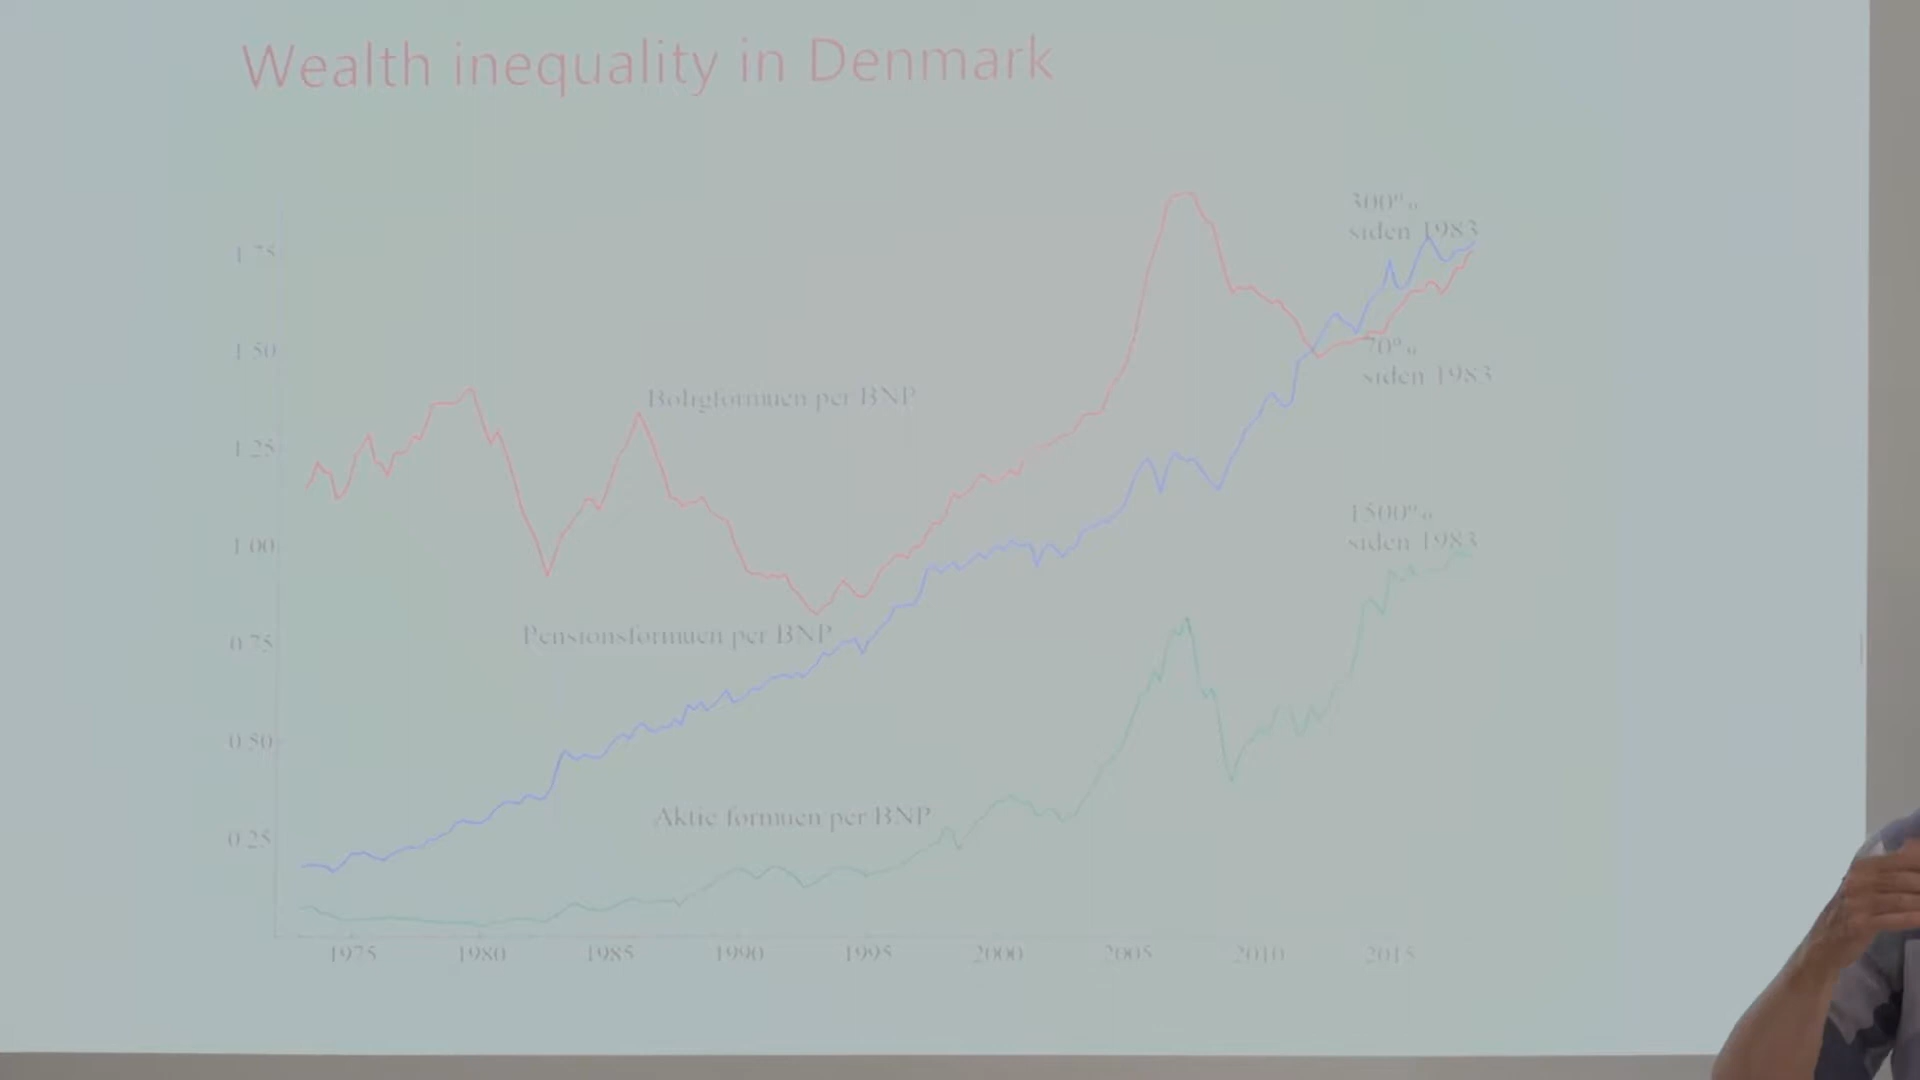 Wealth inequality in Denmark
300%
siden 1983
1.75
1.50
70%
siden 1983
Boligformuen per BNP
1.25
1500%
siden 1983
1.00
Pensionsformuen per BNP
0.75
0.50
Aktie formuen per BNP
0.25
1975 1980 1985 1990 1995 2000 2005 2010 2015